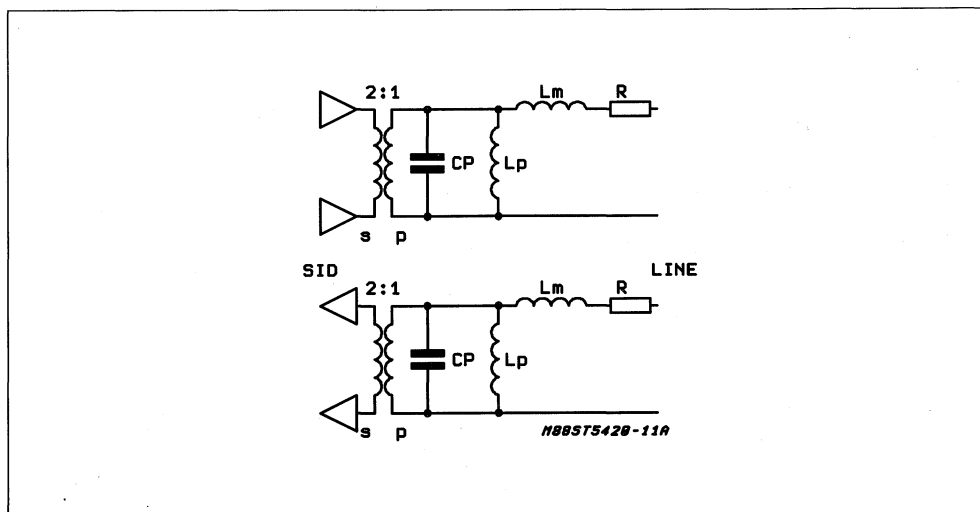 2:1
Lm R
CP Lp
s p
SID LINE
2:1
Lm R
CP Lp
s p
M88ST5420-11A